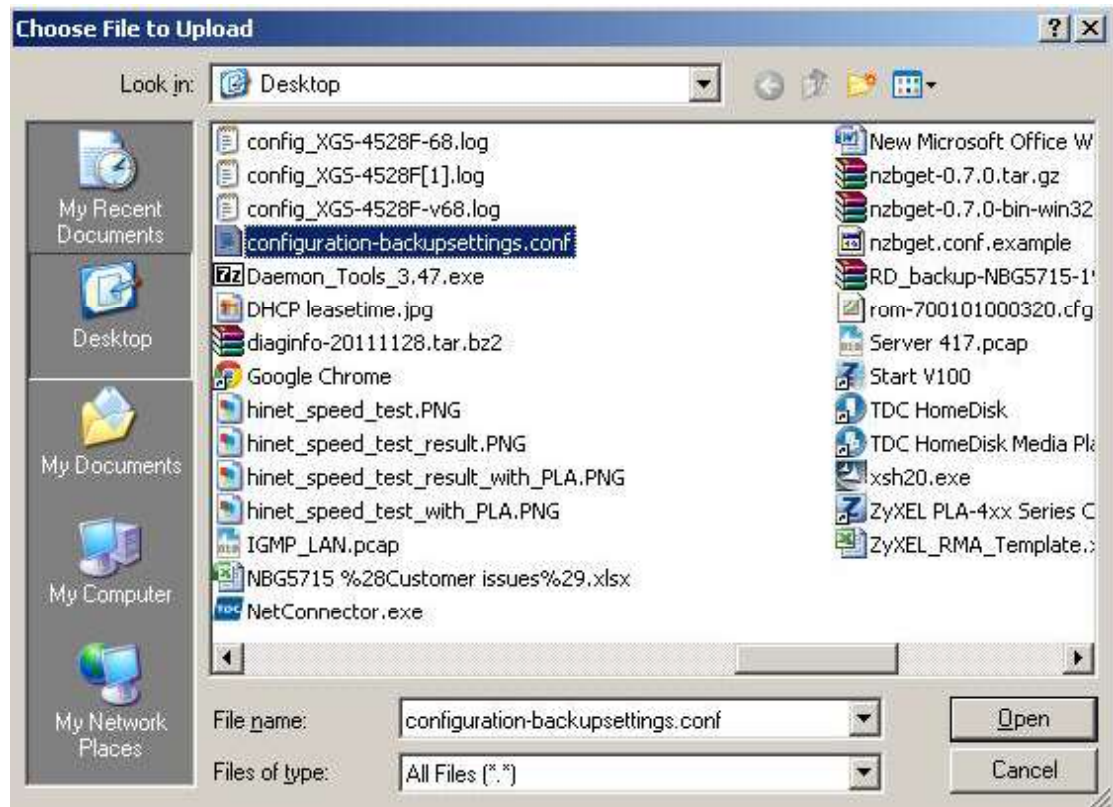 Choose File to Upload
Look in:
Desktop
My Recent
Documents
Desktop
My Documents
My Computer
My Network
Places
config_XGS-4528F-68.log
config_XGS-4528F[1].log
config_XGS-4528F-v68.log
configuration-backupsettings.conf
Daemon_Tools_3.47.exe
DHCP leasetime.jpg
diaginfo-20111128.tar.bz2
Google Chrome
hinet_speed_test.PNG
hinet_speed_test_result.PNG
hinet_speed_test_result_with_PLA.PNG
hinet_speed_test_with_PLA.PNG
IGMP_LAN.pcap
NBG5715 %28Customer issues%29.xlsx
NetConnector.exe
New Microsoft Office W
nzbget-0.7.0.tar.gz
nzbget-0.7.0-bin-win32
nzbget.conf.example
RD_backup-NBG5715-1
rom-700101000320.cfg
Server 417.pcap
Start V100
TDC HomeDisk
TDC HomeDisk Media Pla
xsh20.exe
ZyXEL PLA-4xx Series C
ZyXEL_RMA_Template.
File name:
configuration-backupsettings.conf
Open
Files of type:
All Files (*.*)
Cancel